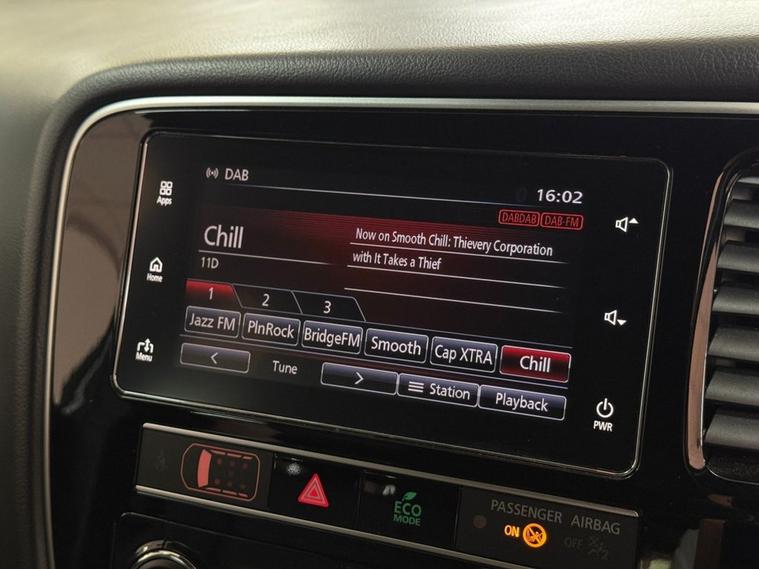 DAB
16:02
Apps
DABDAB DAB-FM
Chill
Now on Smooth Chill: Thievery Corporation
with It Takes a Thief
11D
Home
1 2 3
Jazz FM PlnRock BridgeFM Smooth Cap XTRA Chill
Menu
< Tune > Station Playback
PWR
ECO
MODE
PASSENGER AIRBAG
ON OFF